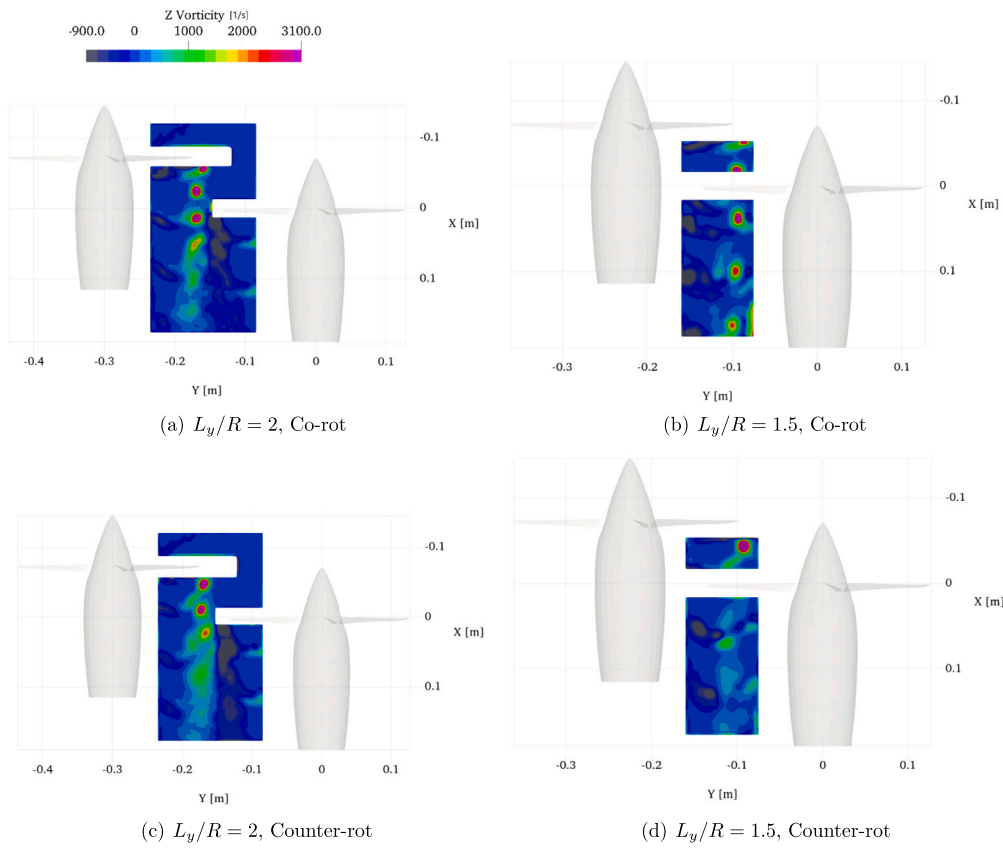 Z Vorticity [1/s]
-900.0 0 1000 2000 3100.0
-0.1
0
X [m]
0.1
-0.4 -0.3 -0.2 -0.1 0 0.1
Y [m]
(a) L_y/R = 2, Co-rot
-0.1
0
X [m]
0.1
-0.3 -0.2 -0.1 0 0.1
Y [m]
(b) L_y/R = 1.5, Co-rot
-0.1
0
X [m]
0.1
-0.4 -0.3 -0.2 -0.1 0 0.1
Y [m]
(c) L_y/R = 2, Counter-rot
-0.1
0
X [m]
0.1
-0.3 -0.2 -0.1 0 0.1
Y [m]
(d) L_y/R = 1.5, Counter-rot